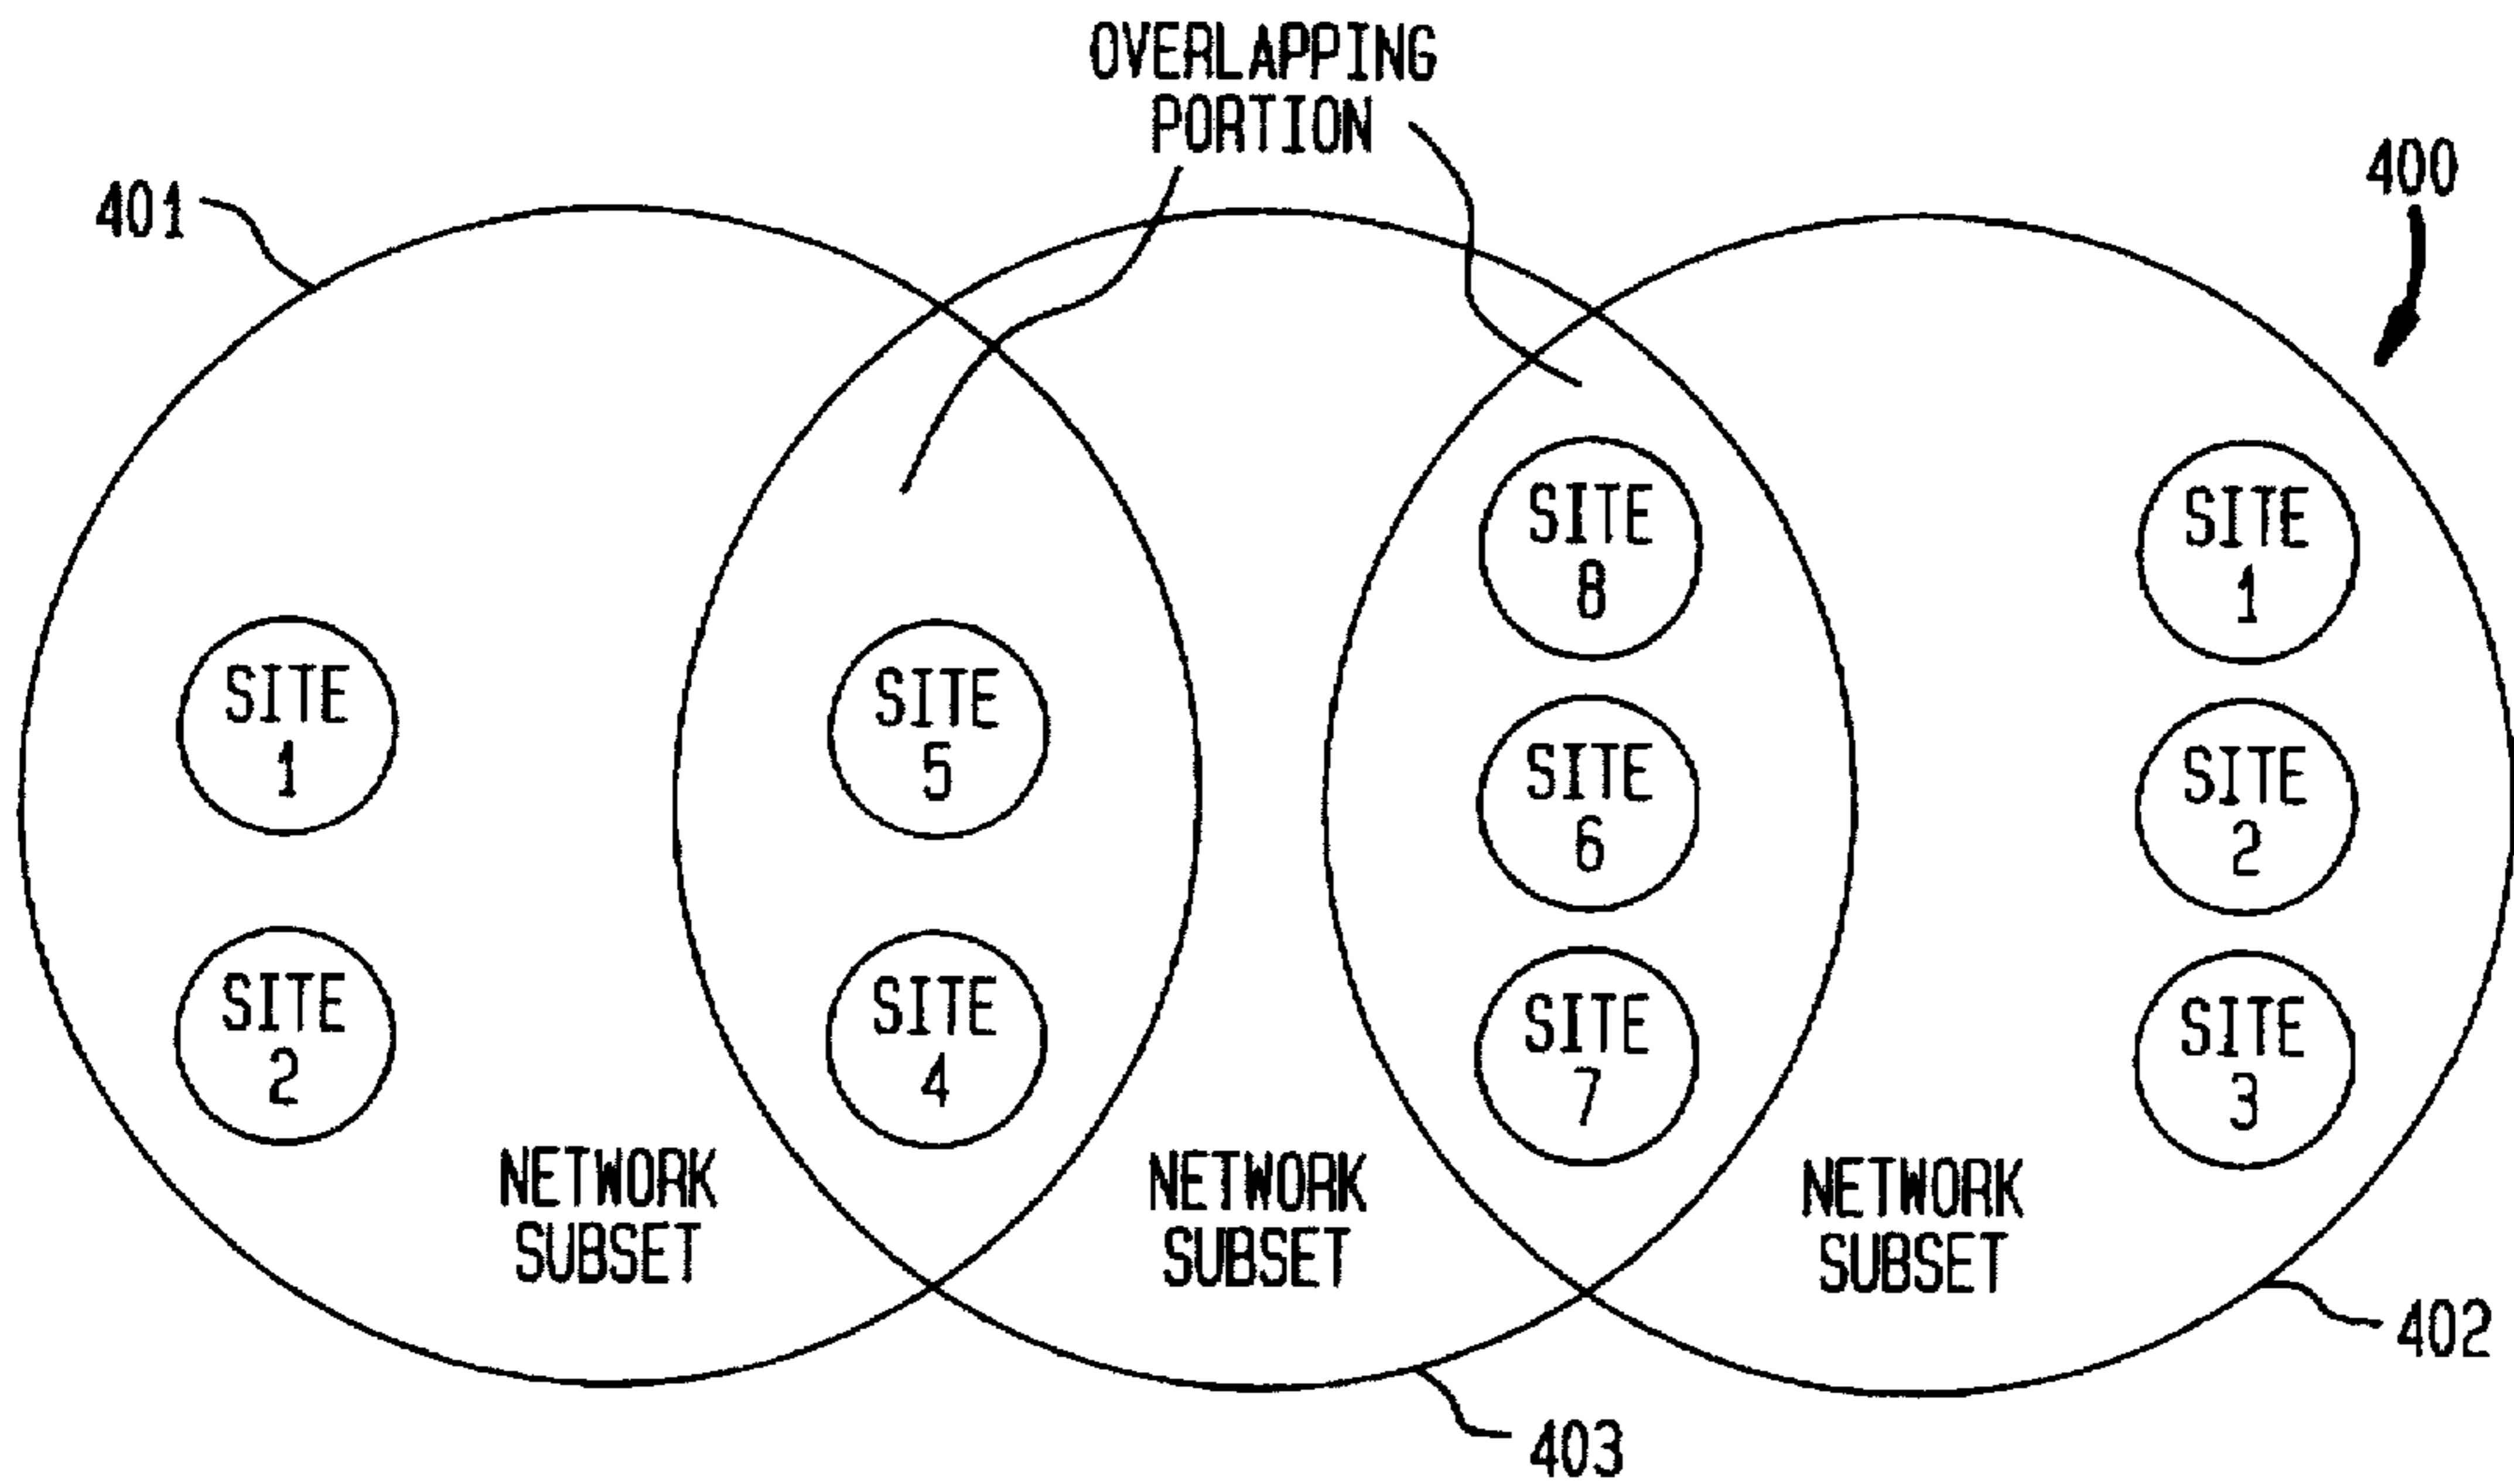 OVERLAPPING
PORTION
400
401
SITE
8
SITE
1
SITE
1
SITE
5
SITE
6
SITE
2
SITE
2
SITE
4
SITE
7
SITE
3
NETWORK
SUBSET
NETWORK
SUBSET
NETWORK
SUBSET
402
403